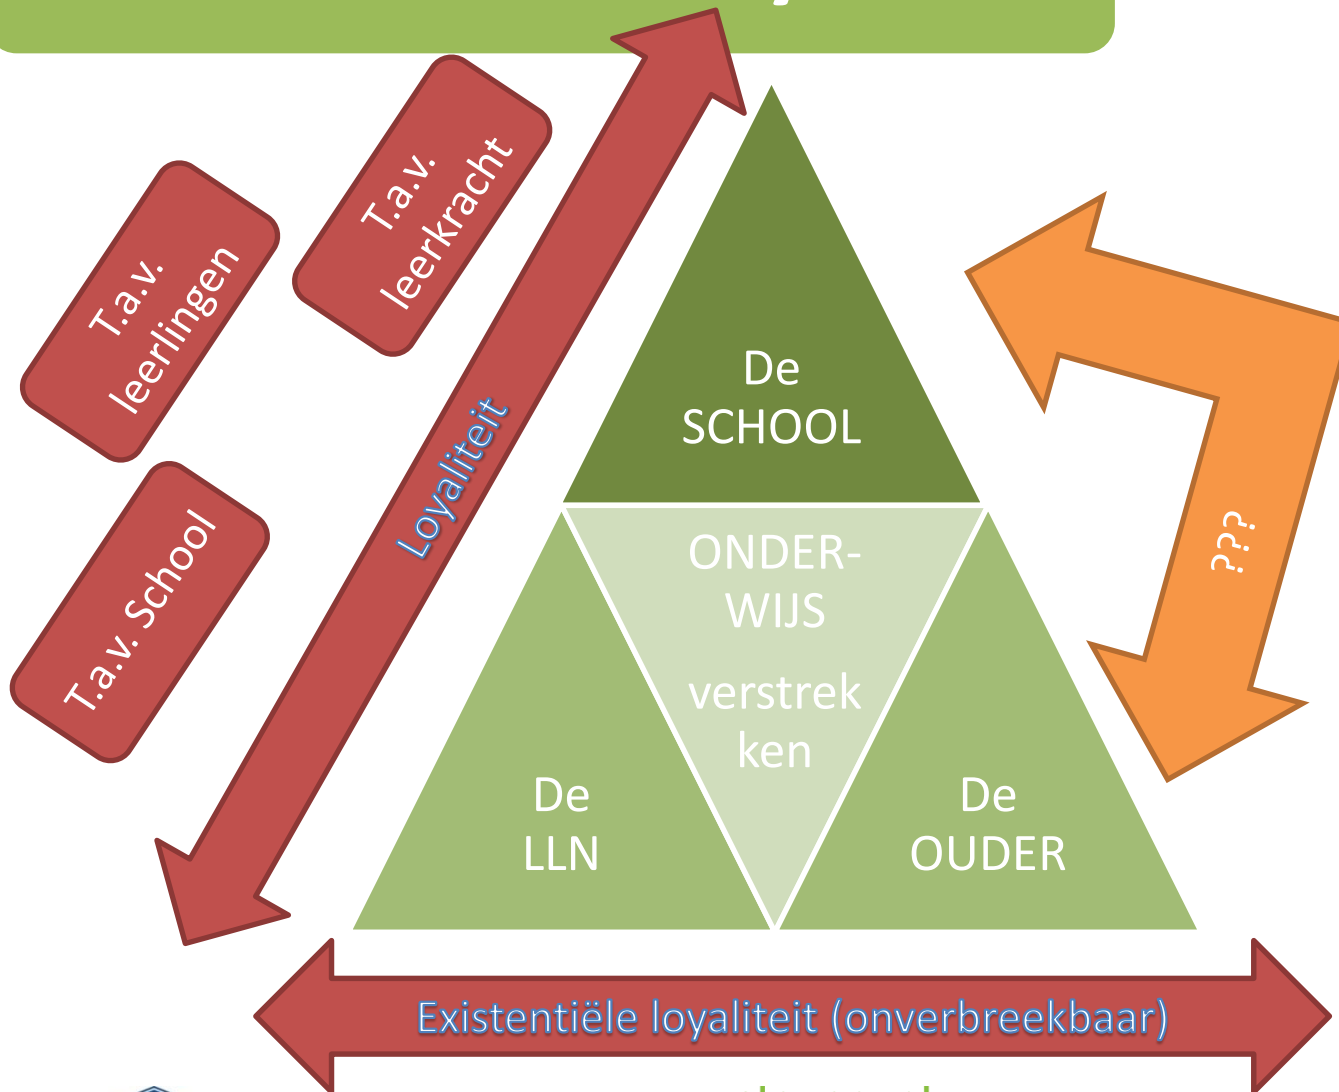 T.a.v.
leerkracht
T.a.v.
leerlingen
T.a.v. School
Loyaliteit
De
SCHOOL
ONDER-
WIJS
verstrek
ken
De
LLN
De
OUDER
???
Existentiële loyaliteit (onverbreekbaar)